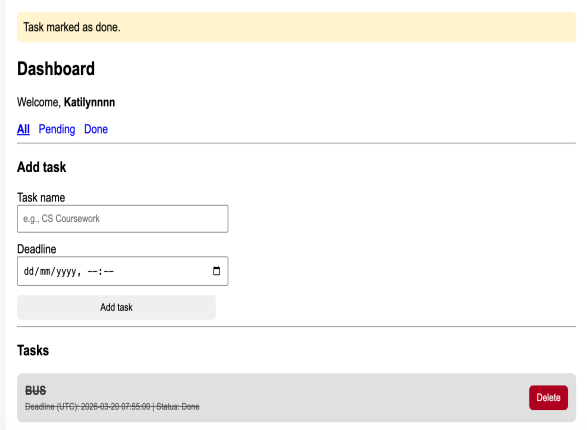 Task marked as done.
Dashboard
Welcome, Katilynnnn
All Pending Done
Add task
Task name
e.g., CS Coursework
Deadline
dd/mm/yyyy, --:--
Add task
Tasks
BUS
Deadline (UTC): 2026-03-20 07:55:00 | Status: Done
Delete